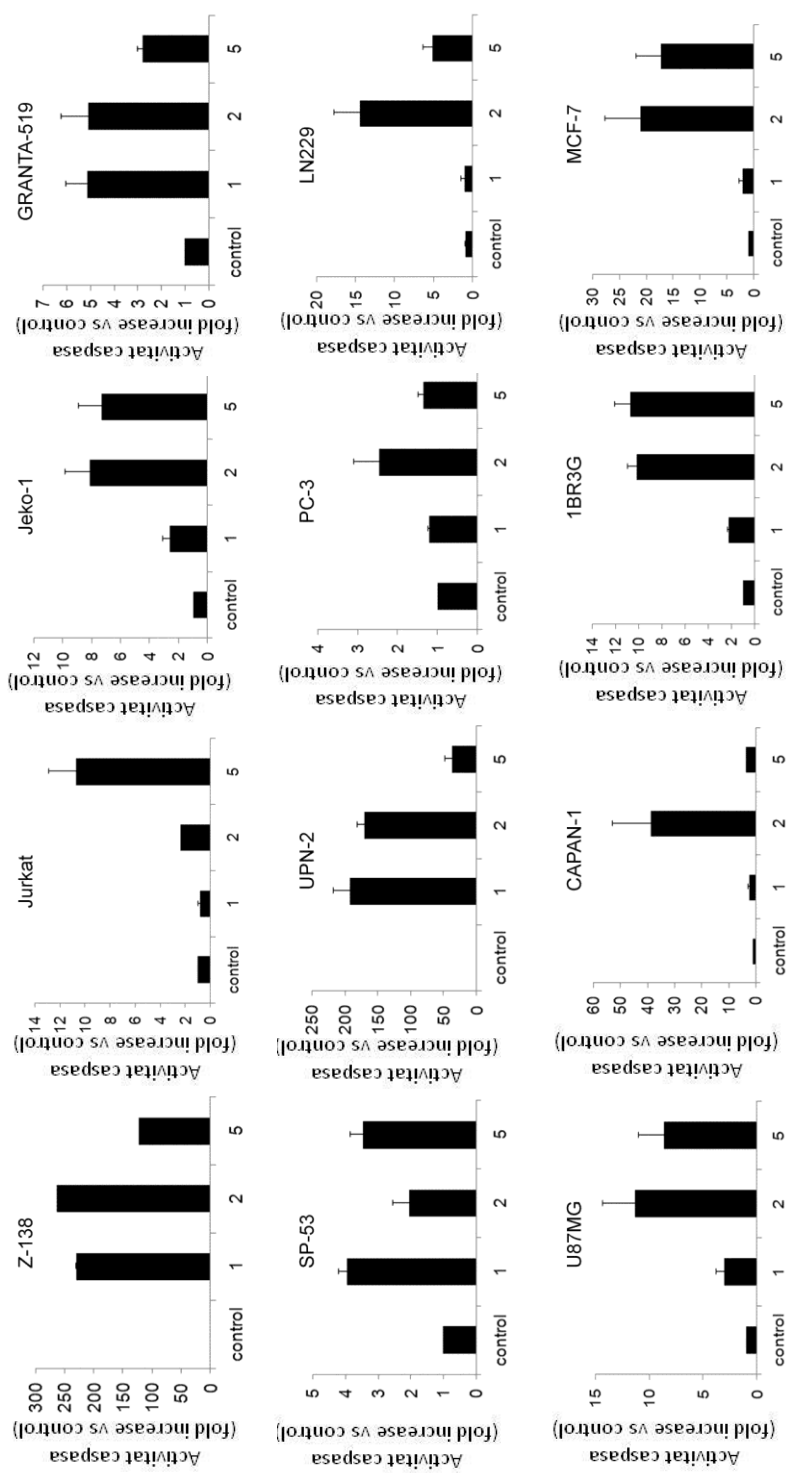 Z-138
Activitat caspasa
(fold increase vs control)
300
250
200
150
100
50
0
control 1 2 5
Jurkat
Activitat caspasa
(fold increase vs control)
14
12
10
8
6
4
2
0
control 1 2 5
Jeko-1
Activitat caspasa
(fold increase vs control)
12
10
8
6
4
2
0
control 1 2 5
GRANTA-519
Activitat caspasa
(fold increase vs control)
7
6
5
4
3
2
1
0
control 1 2 5
SP-53
Activitat caspasa
(fold increase vs control)
5
4
3
2
1
0
control 1 2 5
UPN-2
Activitat caspasa
(fold increase vs control)
250
200
150
100
50
0
control 1 2 5
PC-3
Activitat caspasa
(fold increase vs control)
4
3
2
1
0
control 1 2 5
LN229
Activitat caspasa
(fold increase vs control)
20
15
10
5
0
control 1 2 5
U87MG
Activitat caspasa
(fold increase vs control)
15
10
5
0
control 1 2 5
CAPAN-1
Activitat caspasa
(fold increase vs control)
60
50
40
30
20
10
0
control 1 2 5
1BR3G
Activitat caspasa
(fold increase vs control)
14
12
10
8
6
4
2
0
control 1 2 5
MCF-7
Activitat caspasa
(fold increase vs control)
30
25
20
15
10
5
0
control 1 2 5